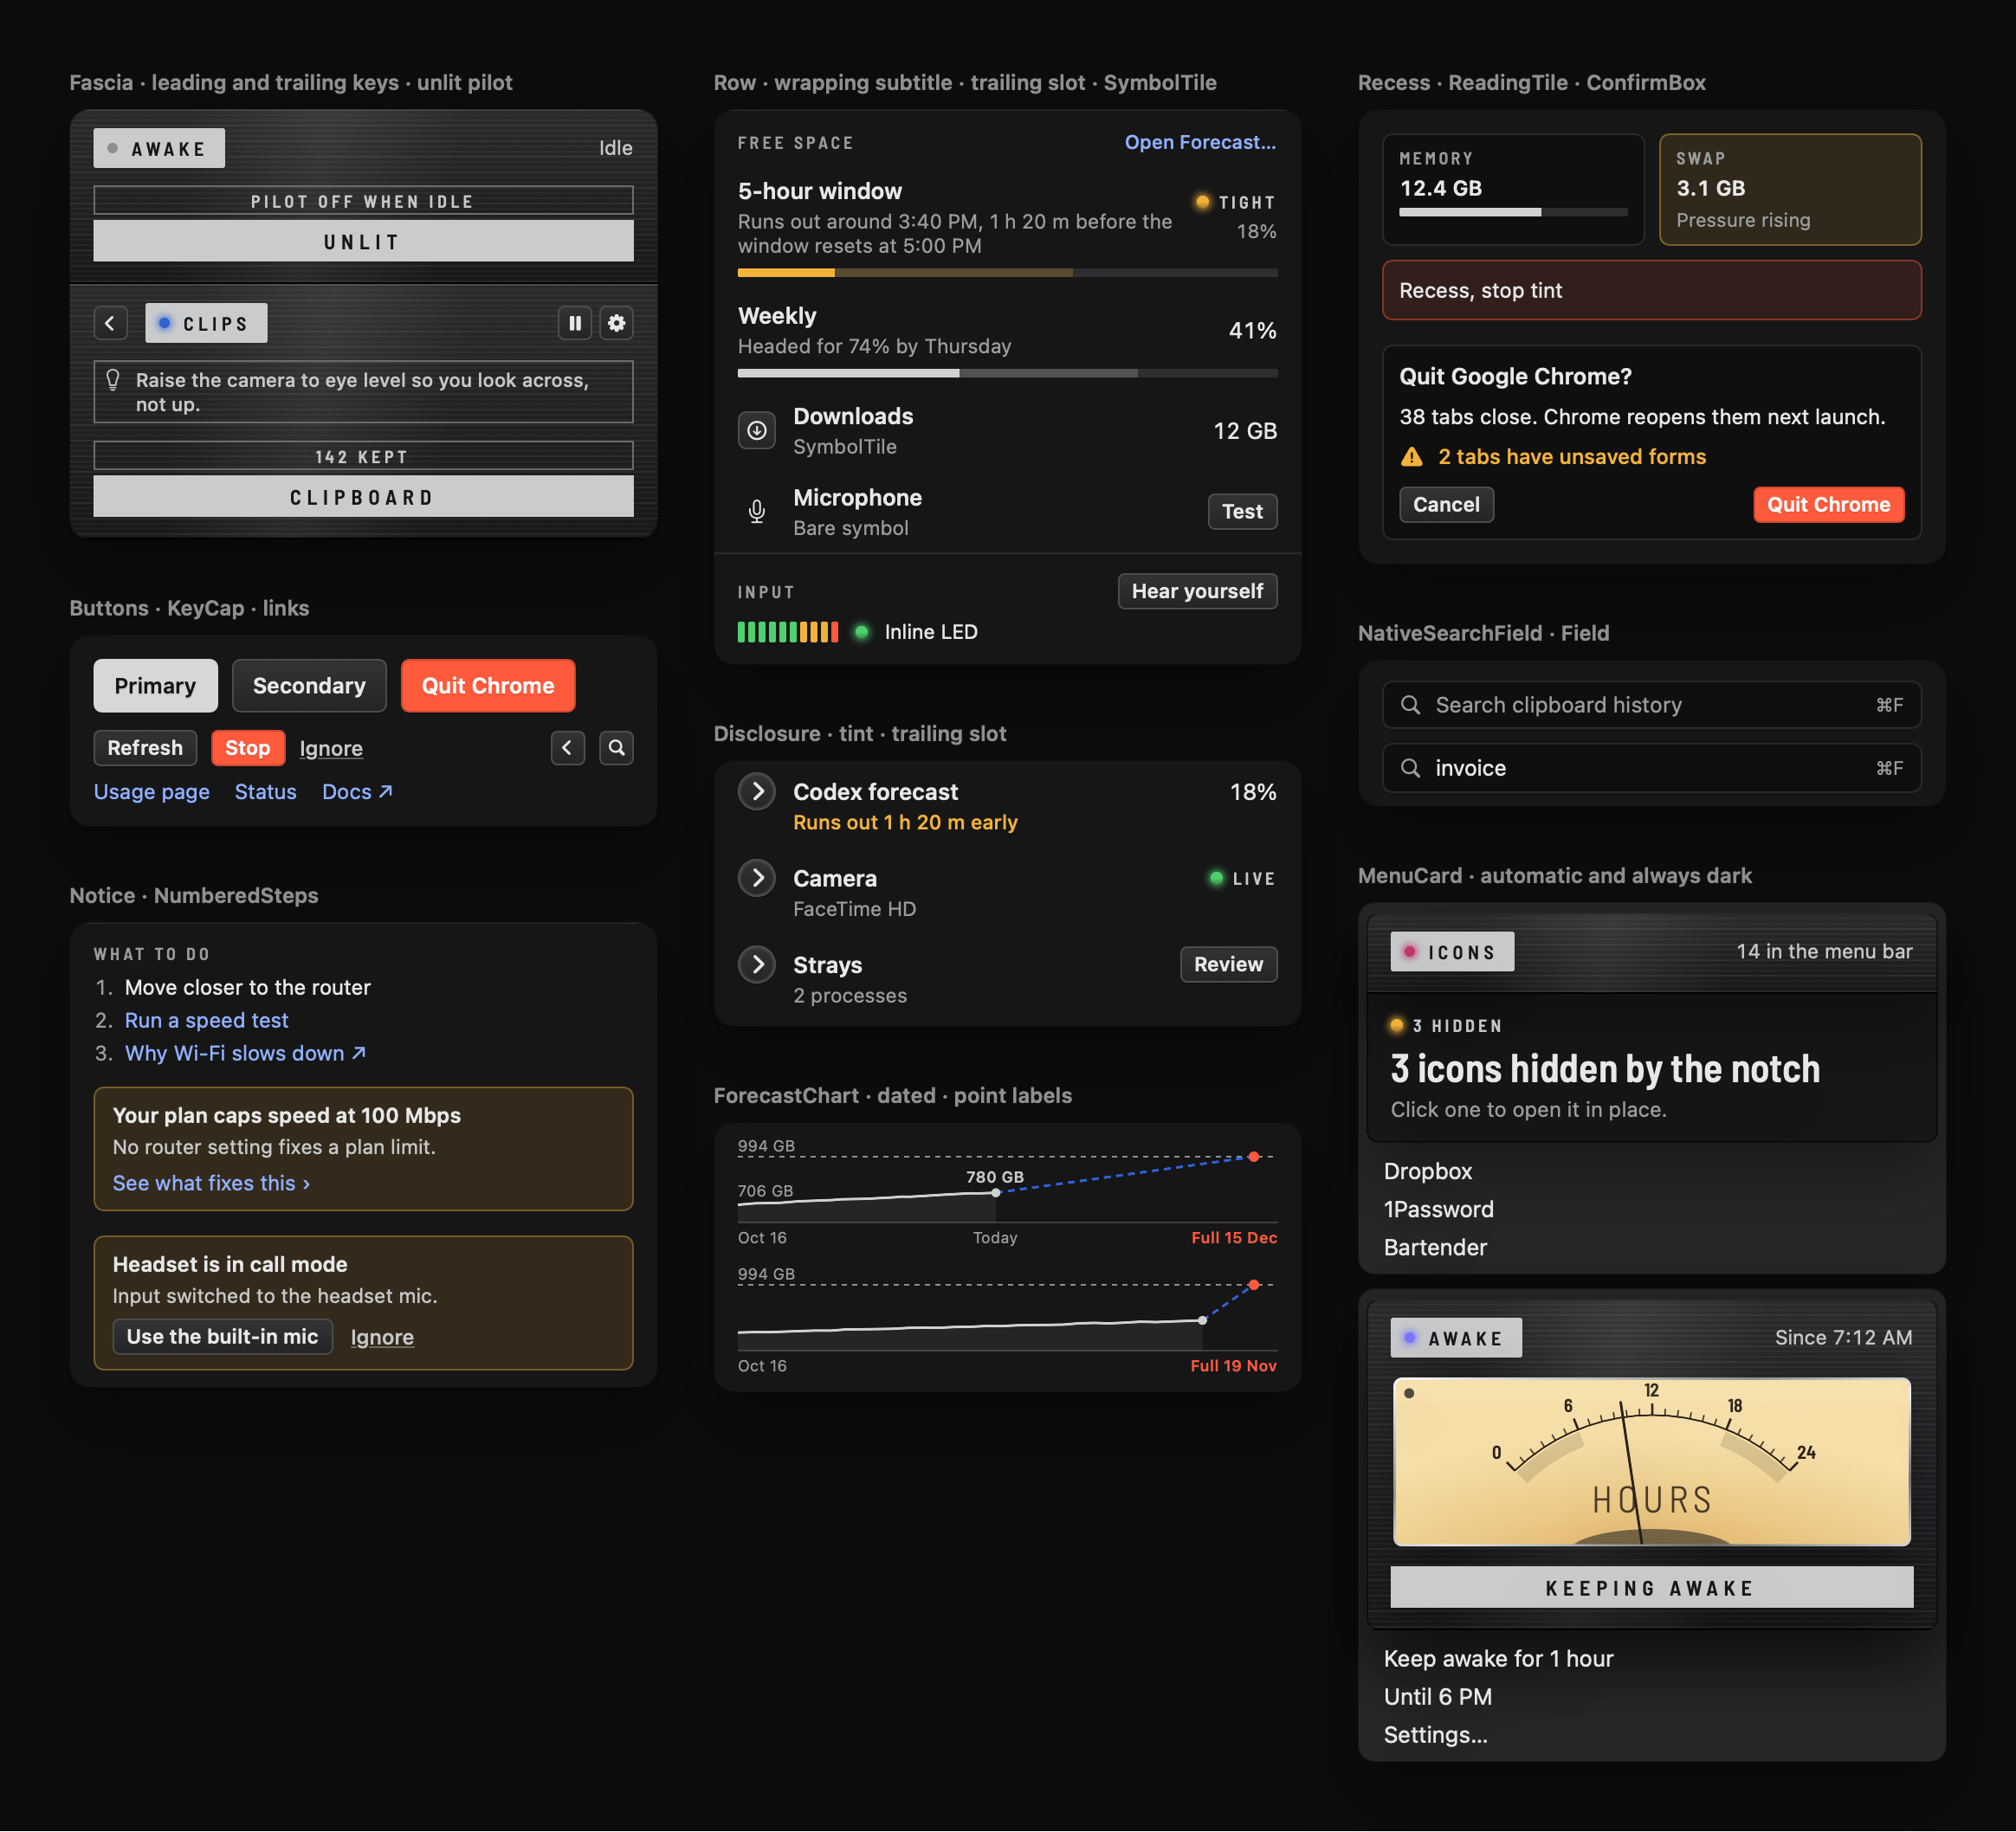 Fascia · leading and trailing keys · unlit pilot
AWAKE
Idle
PILOT OFF WHEN IDLE
UNLIT
CLIPS
Raise the camera to eye level so you look across,
not up.
142 KEPT
CLIPBOARD
Buttons · KeyCap · links
Primary
Secondary
Quit Chrome
Refresh
Stop
Ignore
Usage page
Status
Docs ↗
Notice · NumberedSteps
WHAT TO DO
1. Move closer to the router
2. Run a speed test
3. Why Wi-Fi slows down ↗
Your plan caps speed at 100 Mbps
No router setting fixes a plan limit.
See what fixes this ›
Headset is in call mode
Input switched to the headset mic.
Use the built-in mic
Ignore
Row · wrapping subtitle · trailing slot · SymbolTile
FREE SPACE
Open Forecast...
5-hour window
TIGHT
Runs out around 3:40 PM, 1 h 20 m before the
window resets at 5:00 PM
18%
Weekly
Headed for 74% by Thursday
41%
Downloads
SymbolTile
12 GB
Microphone
Bare symbol
Test
INPUT
Hear yourself
Inline LED
Disclosure · tint · trailing slot
Codex forecast
18%
Runs out 1 h 20 m early
Camera
LIVE
FaceTime HD
Strays
Review
2 processes
ForecastChart · dated · point labels
994 GB
780 GB
706 GB
Oct 16
Today
Full 15 Dec
994 GB
Oct 16
Full 19 Nov
Recess · ReadingTile · ConfirmBox
MEMORY
12.4 GB
SWAP
3.1 GB
Pressure rising
Recess, stop tint
Quit Google Chrome?
38 tabs close. Chrome reopens them next launch.
2 tabs have unsaved forms
Cancel
Quit Chrome
NativeSearchField · Field
Search clipboard history
⌘F
invoice
⌘F
MenuCard · automatic and always dark
ICONS
14 in the menu bar
3 HIDDEN
3 icons hidden by the notch
Click one to open it in place.
Dropbox
1Password
Bartender
AWAKE
Since 7:12 AM
0
6
12
18
24
HOURS
KEEPING AWAKE
Keep awake for 1 hour
Until 6 PM
Settings...